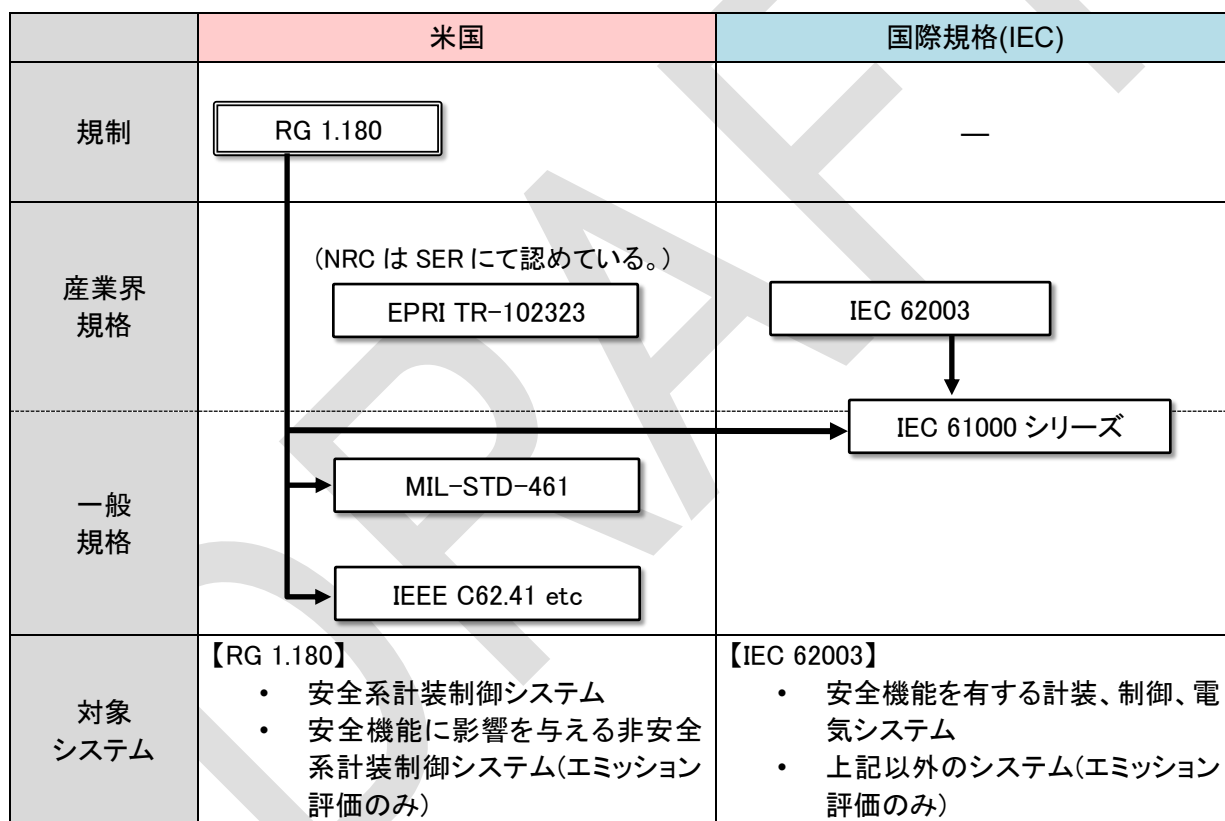 米国
国際規格(IEC)
規制
RG 1.180
―
産業界
規格
(NRC は SER にて認めている。)
EPRI TR-102323
IEC 62003
IEC 61000 シリーズ
一般
規格
MIL-STD-461
IEEE C62.41 etc
対象
システム
【RG 1.180】
• 安全系計装制御システム
• 安全機能に影響を与える非安全
系計装制御システム(エミッション
評価のみ)
【IEC 62003】
• 安全機能を有する計装、制御、電
気システム
• 上記以外のシステム(エミッション
評価のみ)
DRAFT